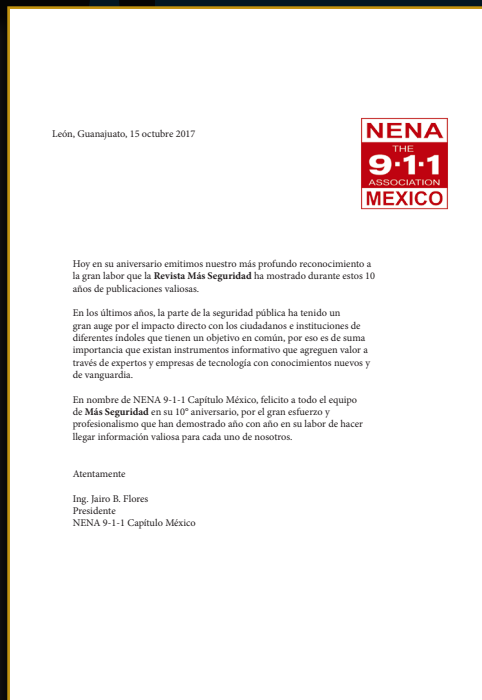 León, Guanajuato, 15 octubre 2017
NENA
THE
9·1·1
ASSOCIATION
MEXICO
Hoy en su aniversario emitimos nuestro más profundo reconocimiento a
la gran labor que la Revista Más Seguridad ha mostrado durante estos 10
años de publicaciones valiosas.
En los últimos años, la parte de la seguridad pública ha tenido un
gran auge por el impacto directo con los ciudadanos e instituciones de
diferentes índoles que tienen un objetivo en común, por eso es de suma
importancia que existan instrumentos informativo que agreguen valor a
través de expertos y empresas de tecnología con conocimientos nuevos y
de vanguardia.
En nombre de NENA 9-1-1 Capítulo México, felicito a todo el equipo
de Más Seguridad en su 10° aniversario, por el gran esfuerzo y
profesionalismo que han demostrado año con año en su labor de hacer
llegar información valiosa para cada uno de nosotros.
Atentamente
Ing. Jairo B. Flores
Presidente
NENA 9-1-1 Capítulo México